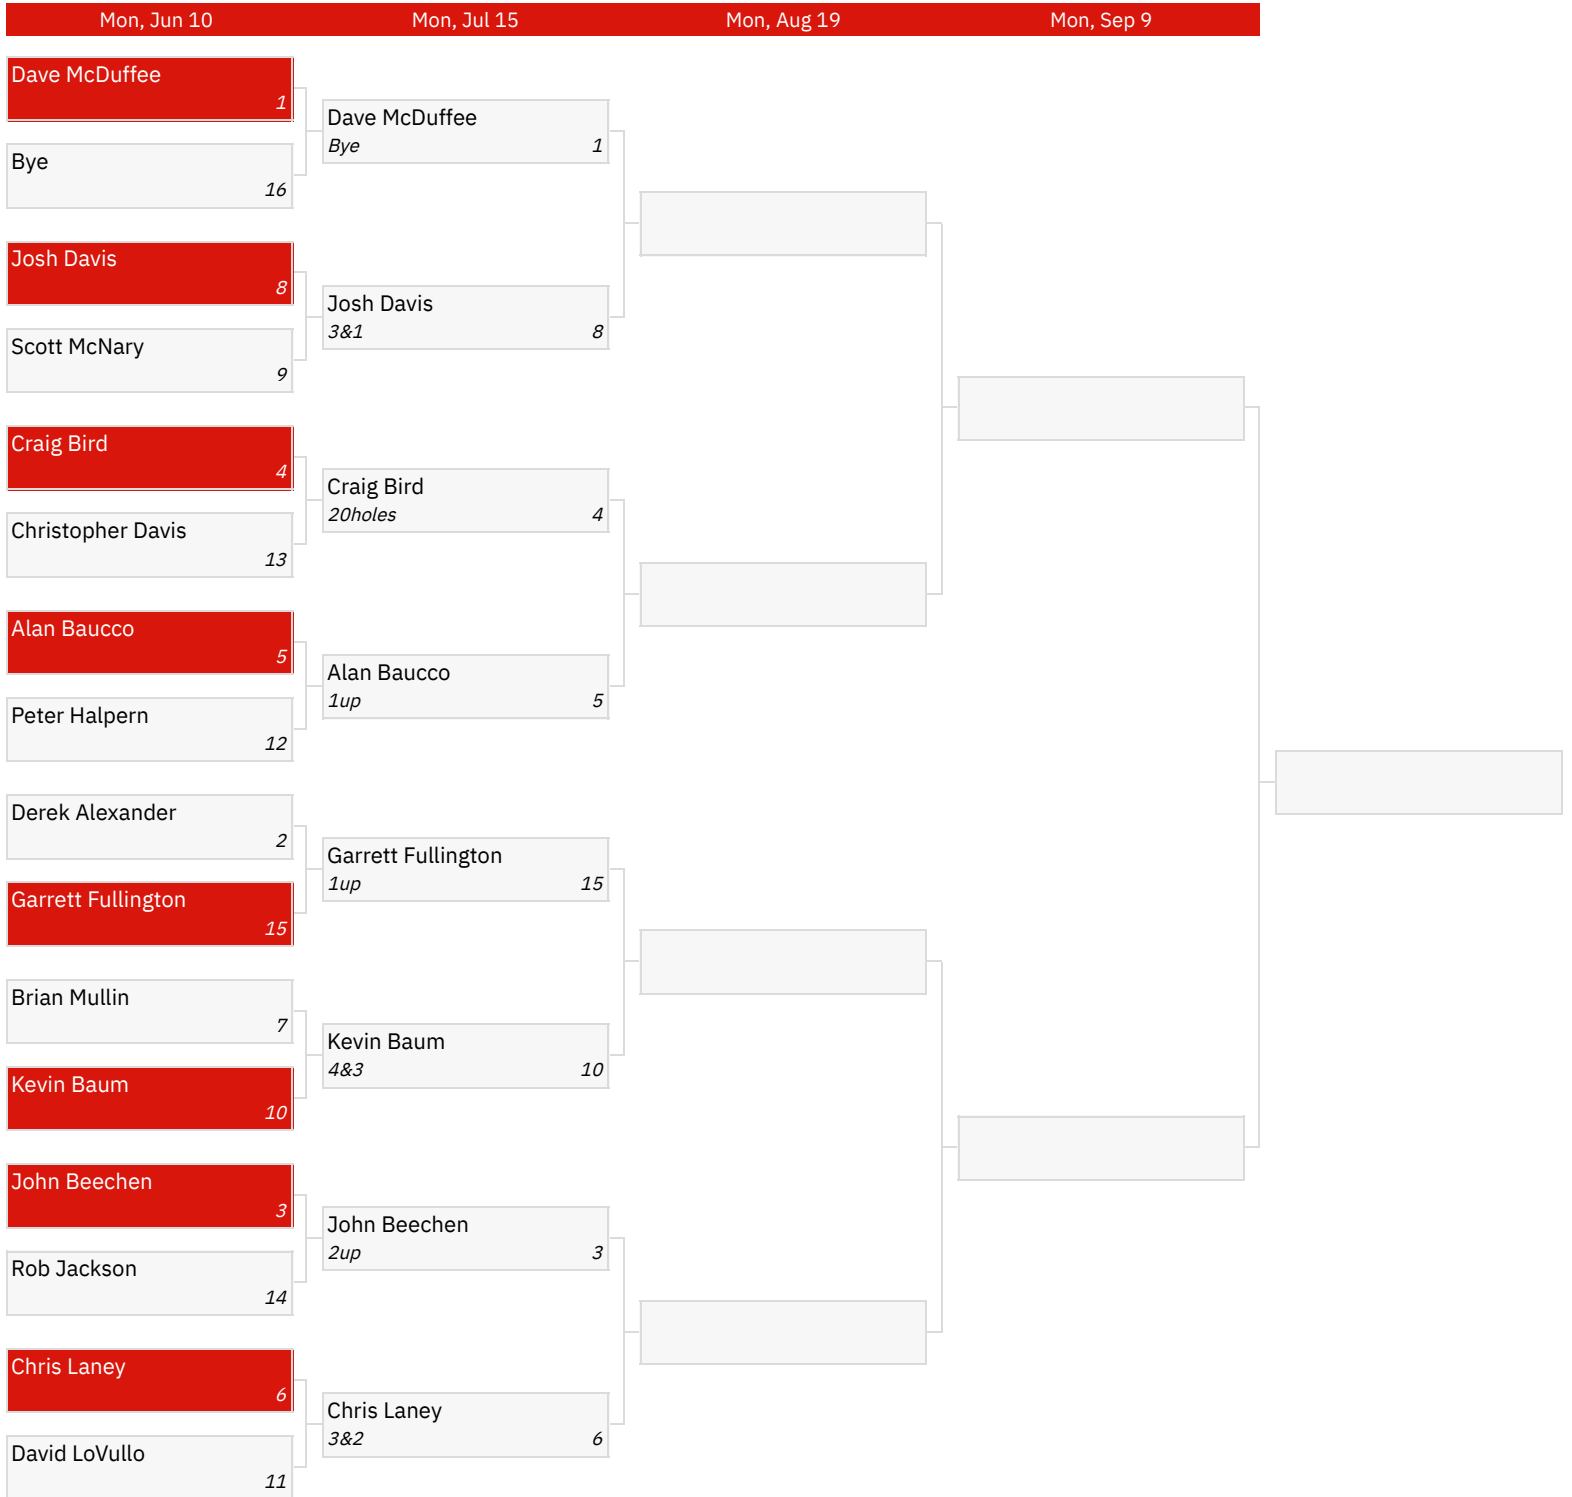 Mon, Jun 10
Mon, Jul 15
Mon, Aug 19
Mon, Sep 9
Dave McDuffee
1
Bye
16
Josh Davis
8
Scott McNary
9
Craig Bird
4
Christopher Davis
13
Alan Baucco
5
Peter Halpern
12
Derek Alexander
2
Garrett Fullington
15
Brian Mullin
7
Kevin Baum
10
John Beechen
3
Rob Jackson
14
Chris Laney
6
David LoVullo
11
Dave McDuffee
Bye 1
Josh Davis
3&1 8
Craig Bird
20holes 4
Alan Baucco
1up 5
Garrett Fullington
1up 15
Kevin Baum
4&3 10
John Beechen
2up 3
Chris Laney
3&2 6